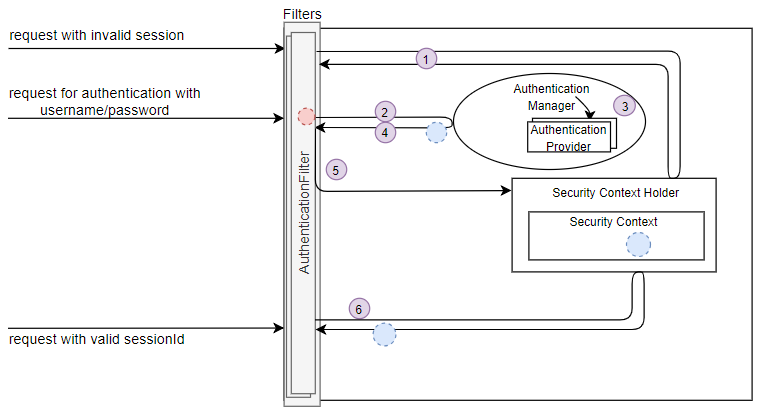 Filters
request with invalid session
1
request for authentication with
username/password
Authentication
Manager
3
2
4
Authentication
Provider
5
AuthenticationFilter
Security Context Holder
Security Context
6
request with valid sessionId